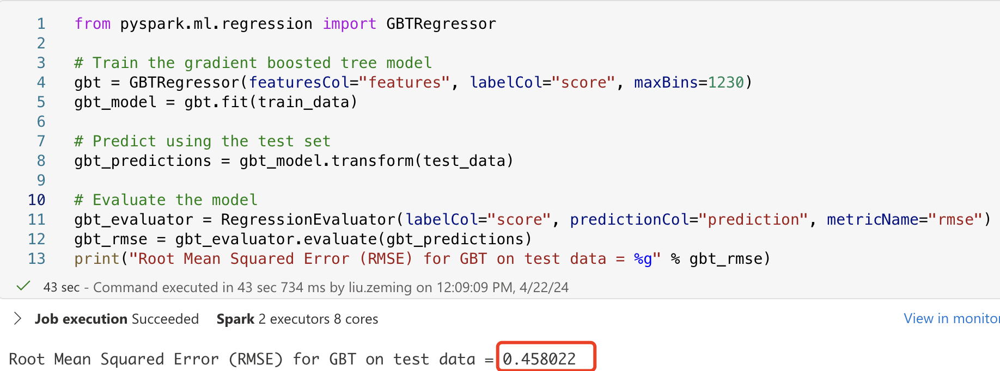 1 from pyspark.ml.regression import GBTRegressor
2
3 # Train the gradient boosted tree model
4 gbt = GBTRegressor(featuresCol="features", labelCol="score", maxBins=1230)
5 gbt_model = gbt.fit(train_data)
6
7 # Predict using the test set
8 gbt_predictions = gbt_model.transform(test_data)
9
10 # Evaluate the model
11 gbt_evaluator = RegressionEvaluator(labelCol="score", predictionCol="prediction", metricName="rmse")
12 gbt_rmse = gbt_evaluator.evaluate(gbt_predictions)
13 print("Root Mean Squared Error (RMSE) for GBT on test data = %g" % gbt_rmse)
43 sec - Command executed in 43 sec 734 ms by liu.zeming on 12:09:09 PM, 4/22/24
Job execution Succeeded Spark 2 executors 8 cores View in monitor
Root Mean Squared Error (RMSE) for GBT on test data = 0.458022